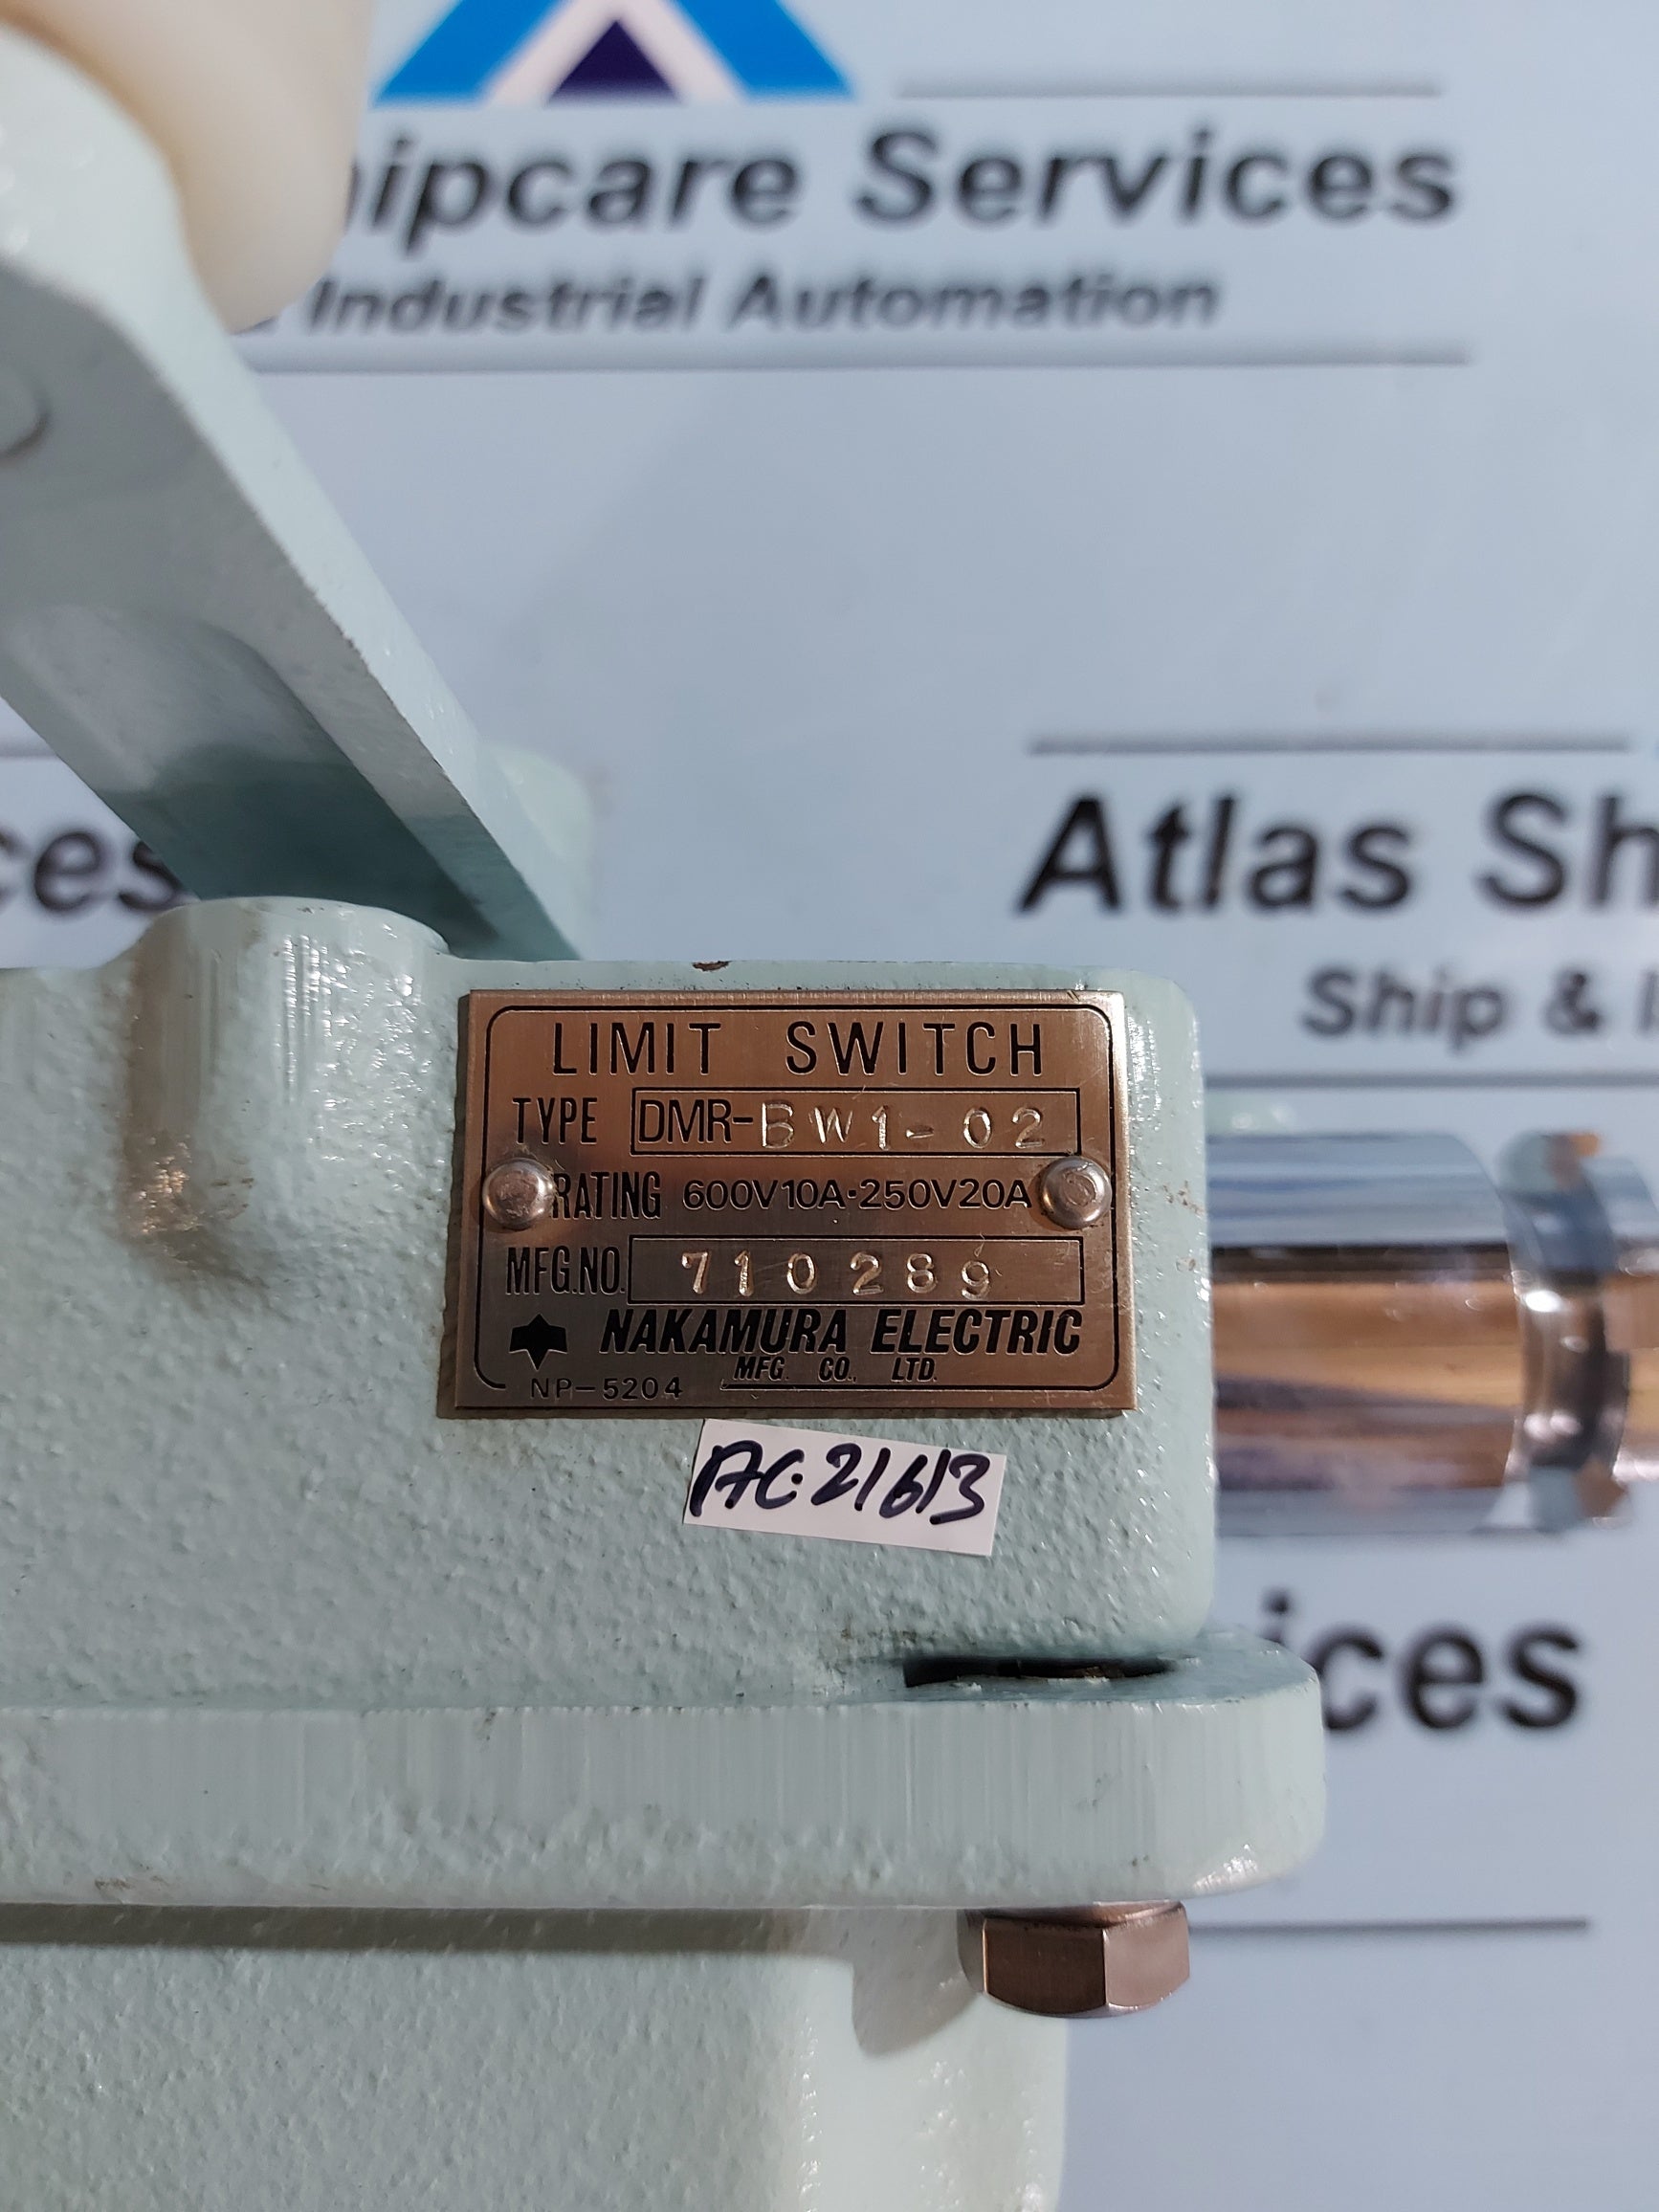 hipcare Services
Industrial Automation
ces
Atlas Sh
Ship &
LIMIT SWITCH
TYPE DMR-BW1-02
RATING 600V10A·250V20A
MFG.NO. 710289
NAKAMURA ELECTRIC
MFG. CO., LTD.
NP-5204
AC-21613
ices